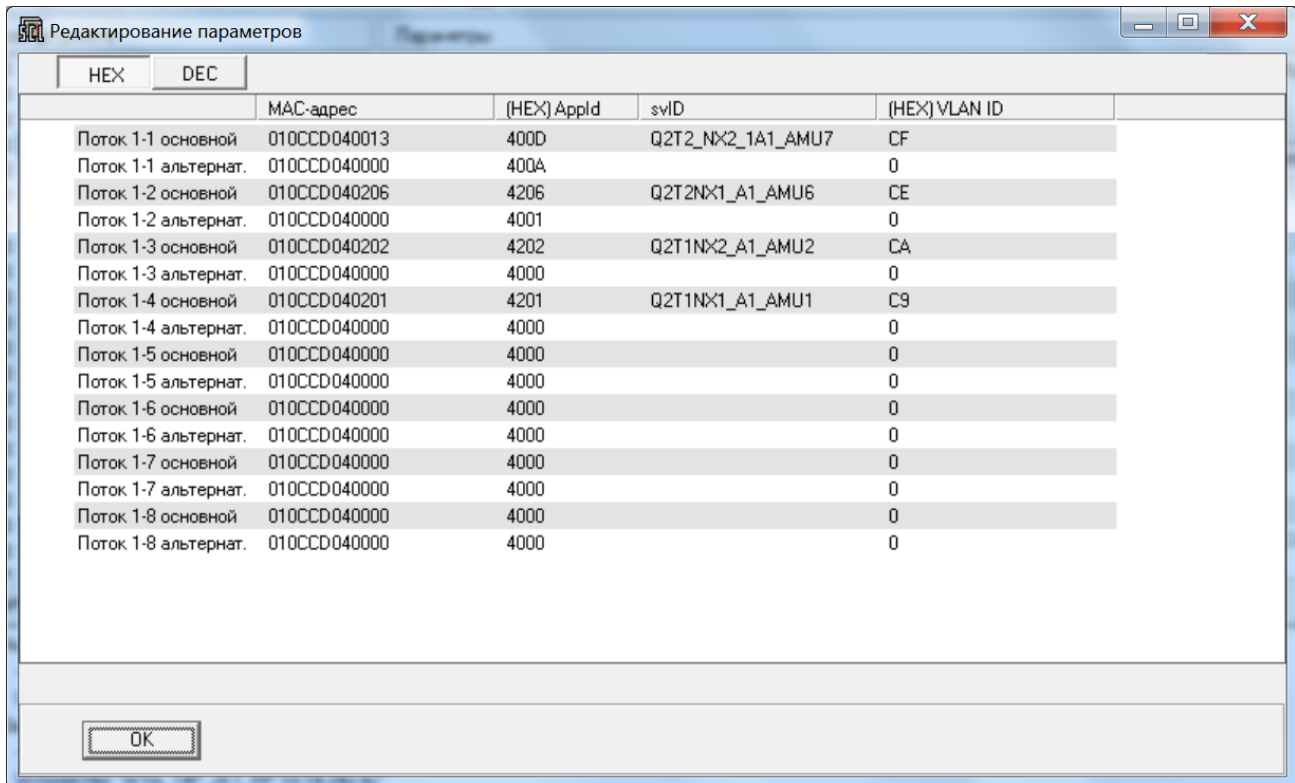 Редактирование параметров
HEX DEC
MAC-адрес (HEX) AppId svID (HEX) VLAN ID
Поток 1-1 основной 010CCD040013 400D Q2T2_NX2_1A1_AMU7 CF
Поток 1-1 альтернат. 010CCD040000 400A 0
Поток 1-2 основной 010CCD040206 4206 Q2T2NX1_A1_AMU6 CE
Поток 1-2 альтернат. 010CCD040000 4001 0
Поток 1-3 основной 010CCD040202 4202 Q2T1NX2_A1_AMU2 CA
Поток 1-3 альтернат. 010CCD040000 4000 0
Поток 1-4 основной 010CCD040201 4201 Q2T1NX1_A1_AMU1 C9
Поток 1-4 альтернат. 010CCD040000 4000 0
Поток 1-5 основной 010CCD040000 4000 0
Поток 1-5 альтернат. 010CCD040000 4000 0
Поток 1-6 основной 010CCD040000 4000 0
Поток 1-6 альтернат. 010CCD040000 4000 0
Поток 1-7 основной 010CCD040000 4000 0
Поток 1-7 альтернат. 010CCD040000 4000 0
Поток 1-8 основной 010CCD040000 4000 0
Поток 1-8 альтернат. 010CCD040000 4000 0
OK